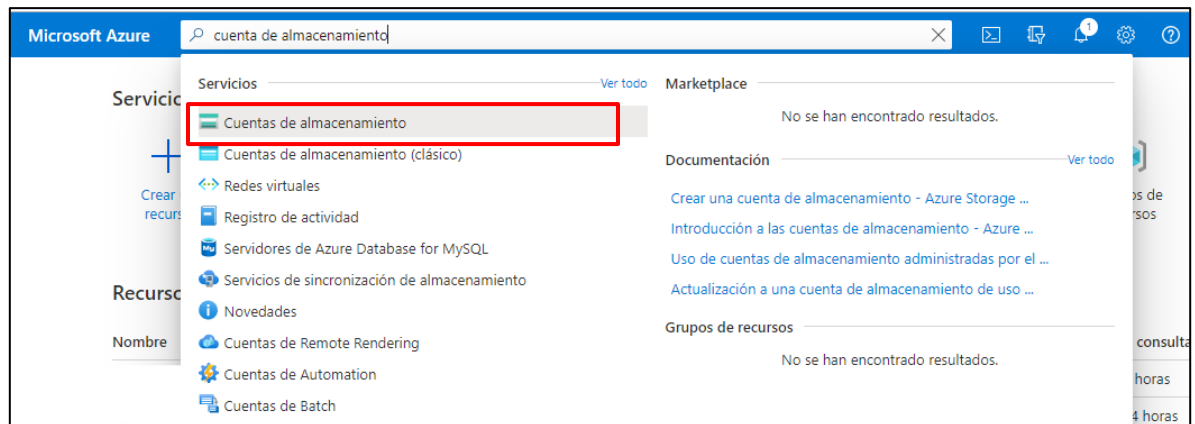 Microsoft Azure
cuenta de almacenamiento
1
Servicios
Ver todo
Cuentas de almacenamiento
Cuentas de almacenamiento (clásico)
Redes virtuales
Registro de actividad
Servidores de Azure Database for MySQL
Servicios de sincronización de almacenamiento
Novedades
Cuentas de Remote Rendering
Cuentas de Automation
Cuentas de Batch
Marketplace
No se han encontrado resultados.
Documentación
Ver todo
Crear una cuenta de almacenamiento - Azure Storage ...
Introducción a las cuentas de almacenamiento - Azure ...
Uso de cuentas de almacenamiento administradas por el ...
Actualización a una cuenta de almacenamiento de uso ...
Grupos de recursos
No se han encontrado resultados.
Servicic
Crear
recurs
Recurso
Nombre
os de
rsos
consulta
horas
4 horas